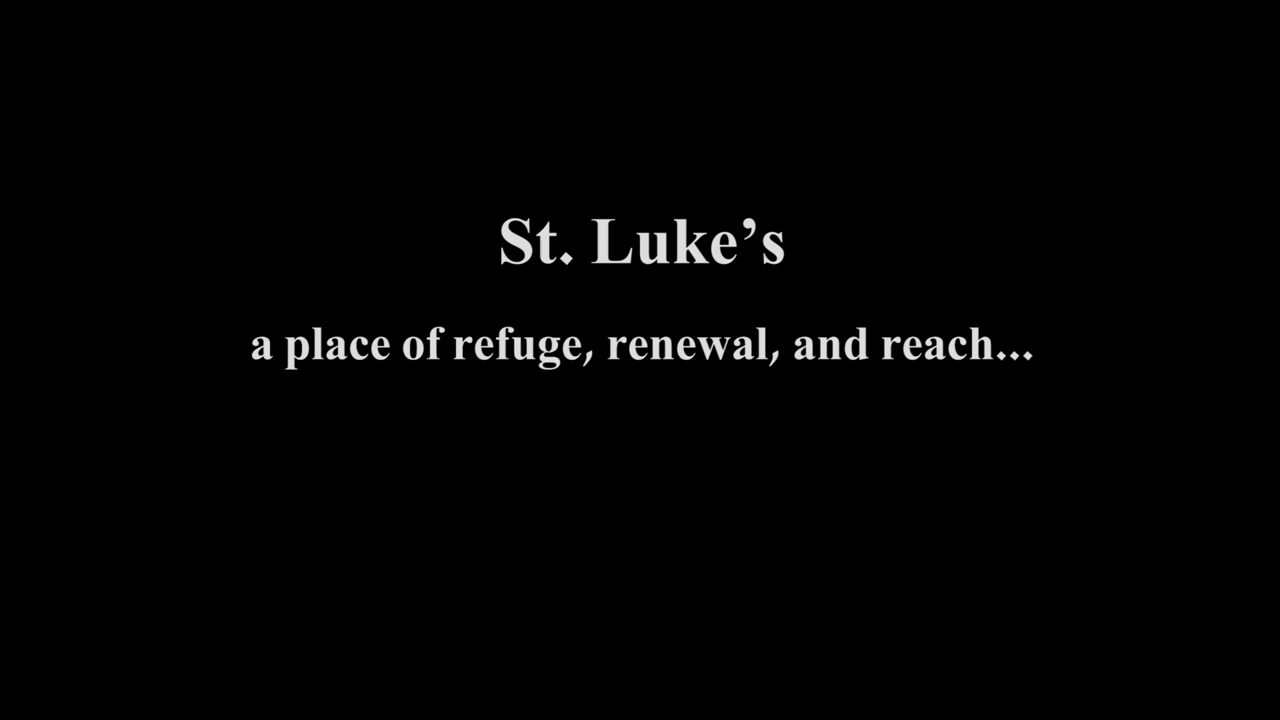 St. Luke’s
a place of refuge, renewal, and reach...